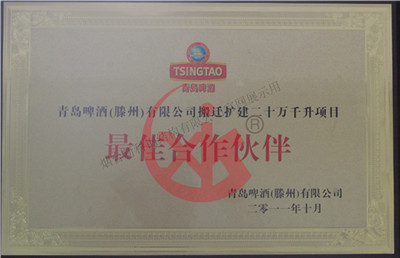 TSINGTAO
青岛啤酒
青岛啤酒(滕州)有限公司搬迁扩建二十万千升项目
®
最佳合作伙伴
青岛啤酒(滕州)有限公司
二零一一年十月